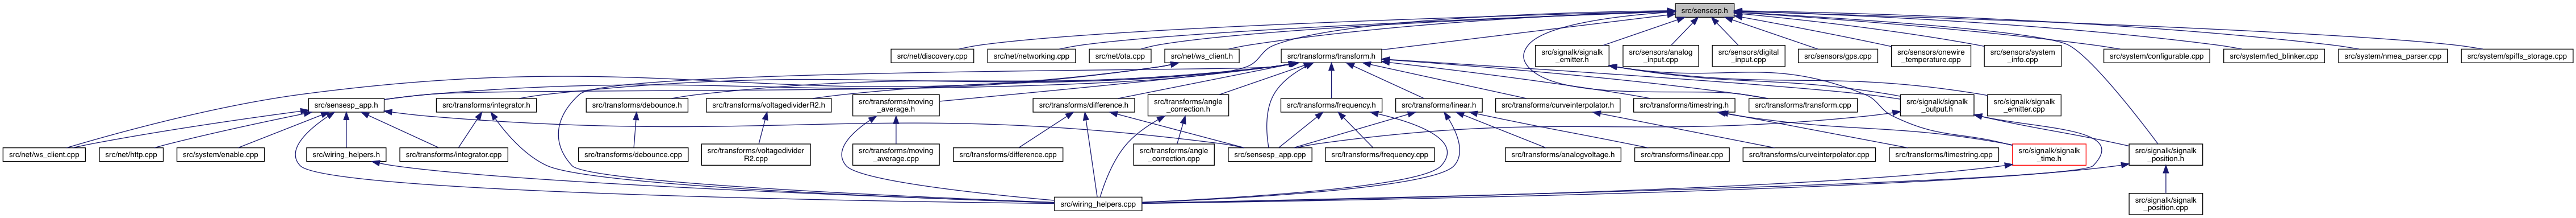 src/sensesp.h
src/net/discovery.cpp
src/net/networking.cpp
src/net/ota.cpp
src/net/ws_client.h
src/transforms/transform.h
src/signalk/signalk
_emitter.h
src/sensors/analog
_input.cpp
src/sensors/digital
_input.cpp
src/sensors/gps.cpp
src/sensors/onewire
_temperature.cpp
src/sensors/system
_info.cpp
src/system/configurable.cpp
src/system/led_blinker.cpp
src/system/nmea_parser.cpp
src/system/spiffs_storage.cpp
src/sensesp_app.h
src/transforms/integrator.h
src/transforms/debounce.h
src/transforms/voltagedividerR2.h
src/transforms/moving
_average.h
src/transforms/difference.h
src/transforms/angle
_correction.h
src/transforms/frequency.h
src/transforms/linear.h
src/transforms/curveinterpolator.h
src/transforms/timestring.h
src/transforms/transform.cpp
src/signalk/signalk
_output.h
src/signalk/signalk
_emitter.cpp
src/net/ws_client.cpp
src/net/http.cpp
src/system/enable.cpp
src/wiring_helpers.h
src/transforms/integrator.cpp
src/transforms/debounce.cpp
src/transforms/voltagedivider
R2.cpp
src/transforms/moving
_average.cpp
src/transforms/difference.cpp
src/transforms/angle
_correction.cpp
src/sensesp_app.cpp
src/transforms/frequency.cpp
src/transforms/analogvoltage.h
src/transforms/linear.cpp
src/transforms/curveinterpolator.cpp
src/transforms/timestring.cpp
src/signalk/signalk
_time.h
src/signalk/signalk
_position.h
src/wiring_helpers.cpp
src/signalk/signalk
_position.cpp